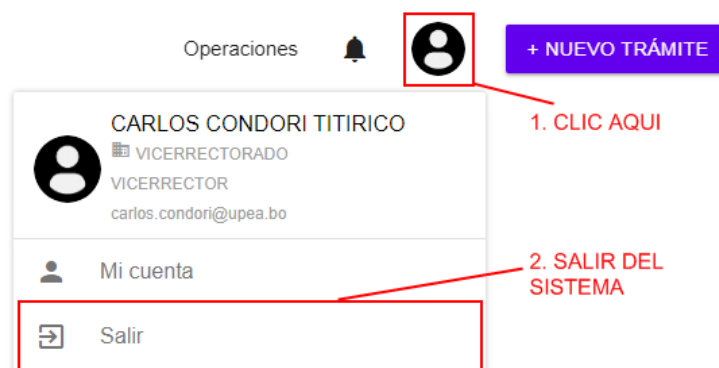 Operaciones
+ NUEVO TRÁMITE
1. CLIC AQUI
CARLOS CONDORI TITIRICO
VICERRECTORADO
VICERRECTOR
carlos.condori@upea.bo
Mi cuenta
2. SALIR DEL
SISTEMA
Salir